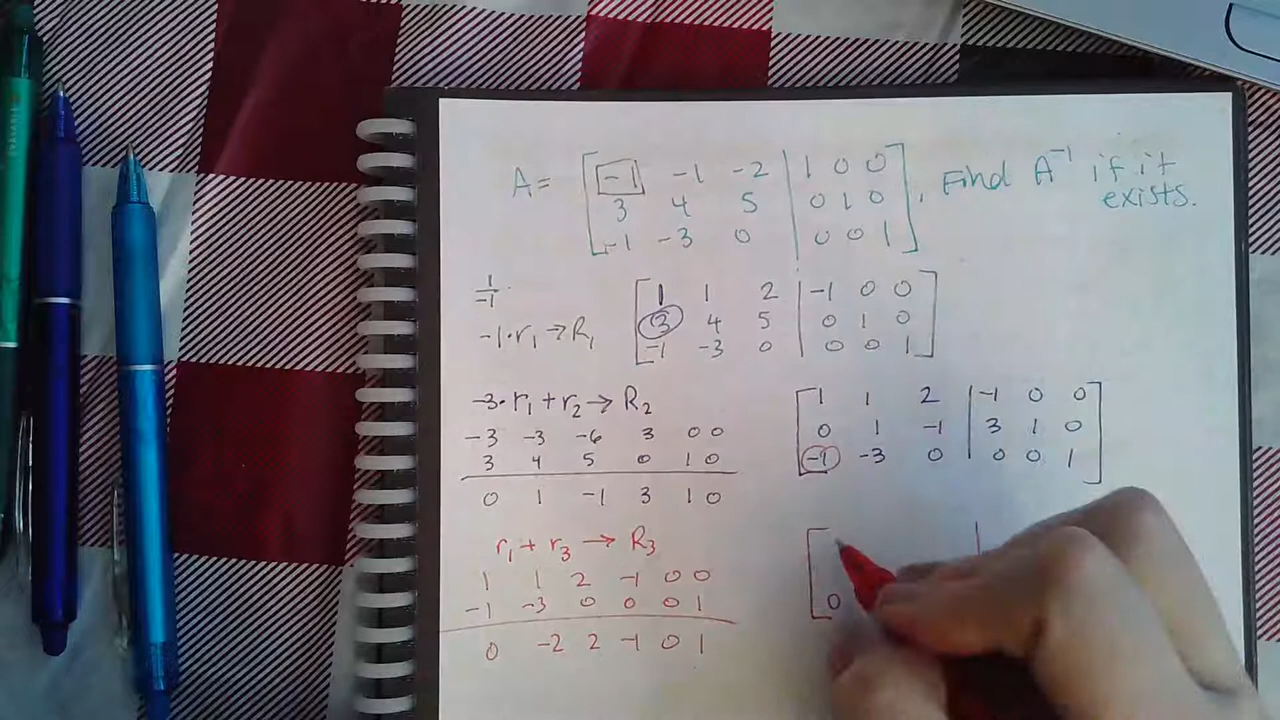 A = [ -1 -1 -2 | 1 0 0 ], Find A⁻¹ if it exists.
3 4 5 | 0 1 0
-1 -3 0 | 0 0 1
1/-1
-1·r₁ → R₁
[ 1 1 2 | -1 0 0 ]
3 4 5 | 0 1 0
-1 -3 0 | 0 0 1
-3·r₁ + r₂ → R₂
-3 -3 -6 3 0 0
3 4 5 0 1 0
0 1 -1 3 1 0
[ 1 1 2 | -1 0 0 ]
0 1 -1 | 3 1 0
-1 -3 0 | 0 0 1
r₁ + r₃ → R₃
1 1 2 -1 0 0
-1 -3 0 0 0 1
0 -2 2 -1 0 1
[ |
0